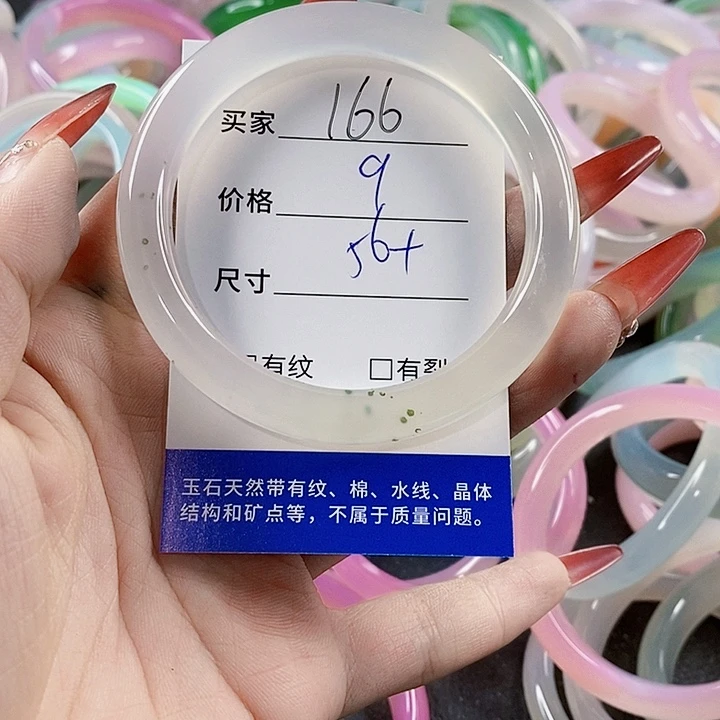 买家 166
价格 9
尺寸 56+
有纹 □有裂
玉石天然带有纹、棉、水线、晶体
结构和矿点等，不属于质量问题。